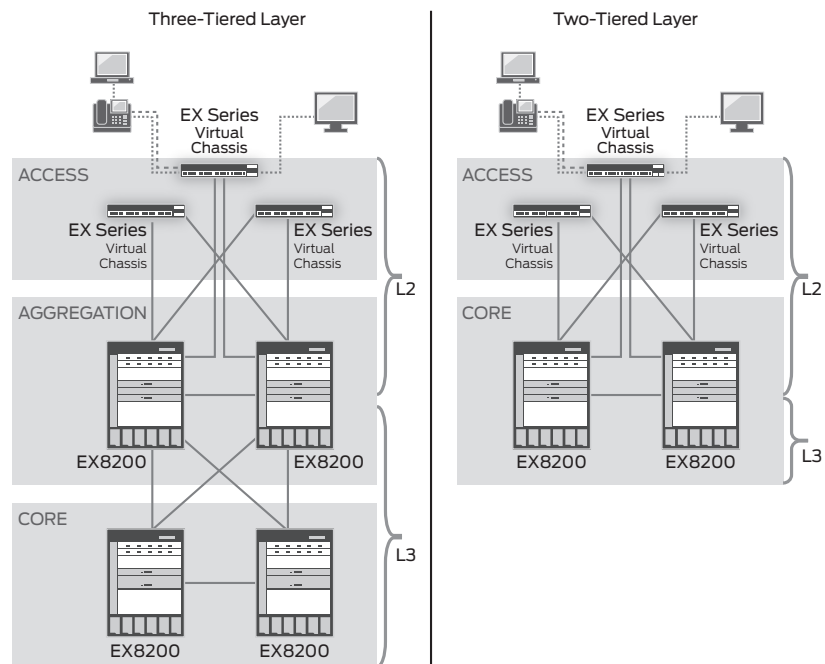 Three-Tiered Layer
EX Series
Virtual
Chassis
ACCESS
EX Series
Virtual
Chassis
EX Series
Virtual
Chassis
L2
AGGREGATION
EX8200
EX8200
CORE
L3
EX8200
EX8200
Two-Tiered Layer
EX Series
Virtual
Chassis
ACCESS
EX Series
Virtual
Chassis
EX Series
Virtual
Chassis
L2
CORE
EX8200
EX8200
L3